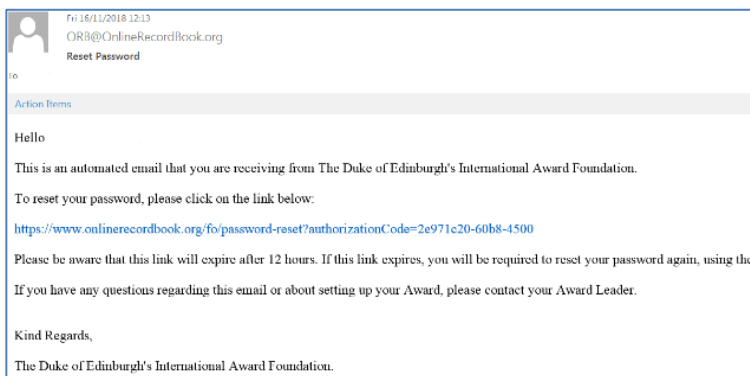 Fri 16/11/2018 12:13
ORB@OnlineRecordBook.org
Reset Password
To
Action Items
Hello
This is an automated email that you are receiving from The Duke of Edinburgh's International Award Foundation.
To reset your password, please click on the link below:
https://www.onlinerecordbook.org/fo/password-reset?authorizationCode=2e971c20-60b8-4500
Please be aware that this link will expire after 12 hours. If this link expires, you will be required to reset your password again, using the
If you have any questions regarding this email or about setting up your Award, please contact your Award Leader.
Kind Regards,
The Duke of Edinburgh's International Award Foundation.